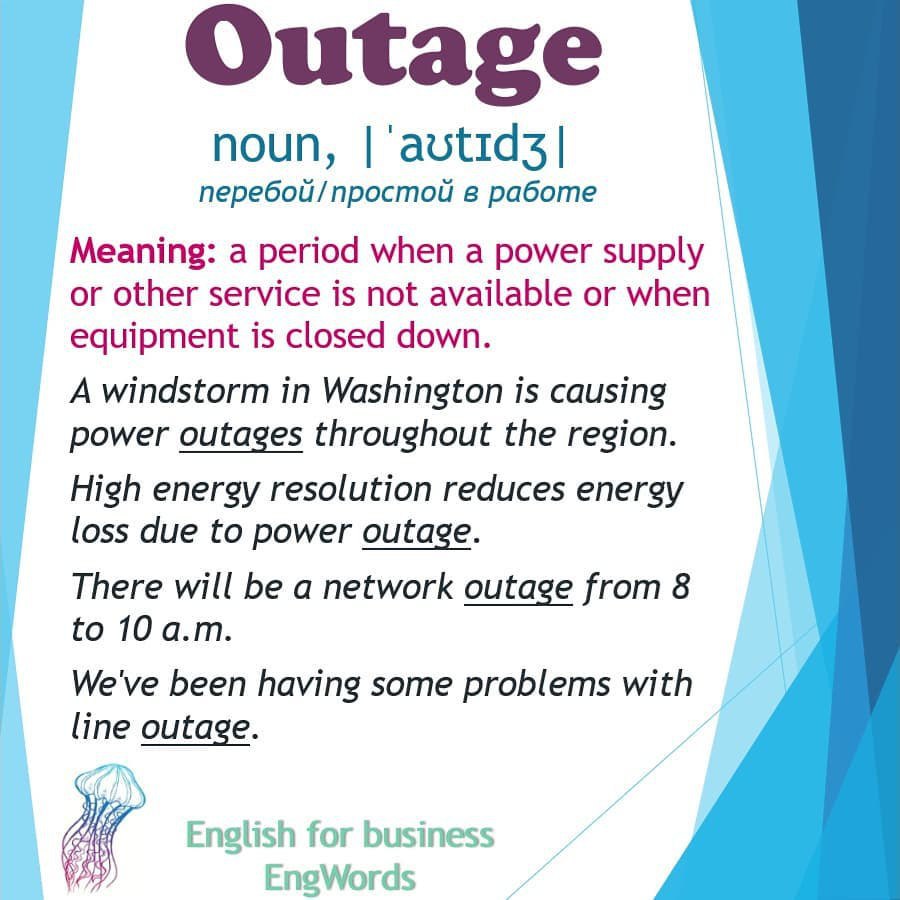 Outage
noun, |ˈaʊtɪdʒ|
перебой/простой в работе
Meaning: a period when a power supply
or other service is not available or when
equipment is closed down.
A windstorm in Washington is causing
power outages throughout the region.
High energy resolution reduces energy
loss due to power outage.
There will be a network outage from 8
to 10 a.m.
We've been having some problems with
line outage.
English for business
EngWords